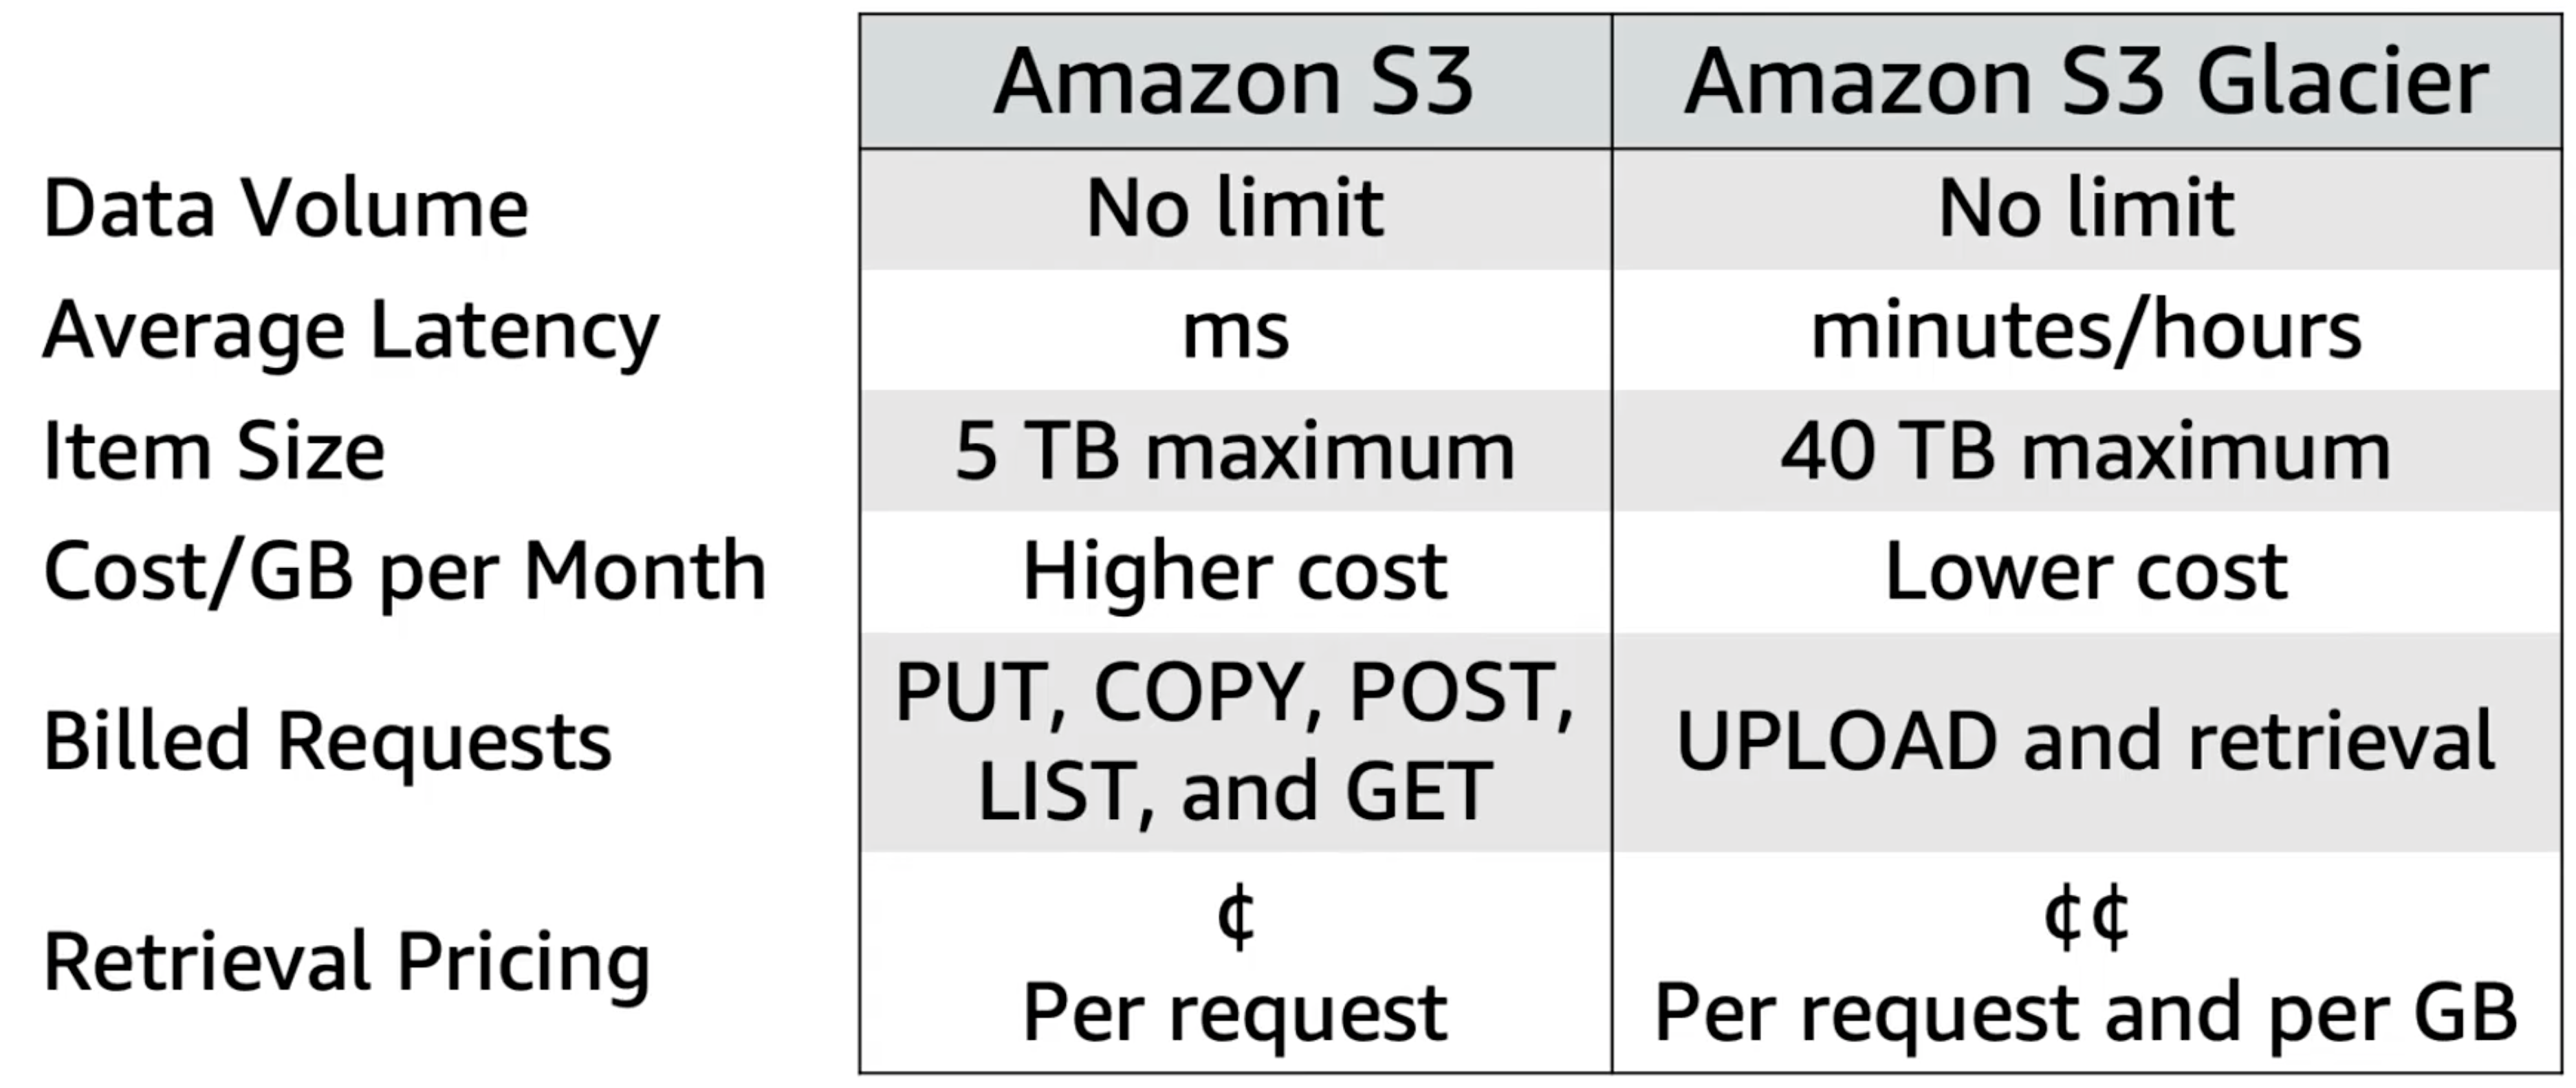 Amazon S3 Amazon S3 Glacier
Data Volume No limit No limit
Average Latency ms minutes/hours
Item Size 5 TB maximum 40 TB maximum
Cost/GB per Month Higher cost Lower cost
Billed Requests PUT, COPY, POST,
LIST, and GET UPLOAD and retrieval
Retrieval Pricing ¢ ¢¢
Per request Per request and per GB